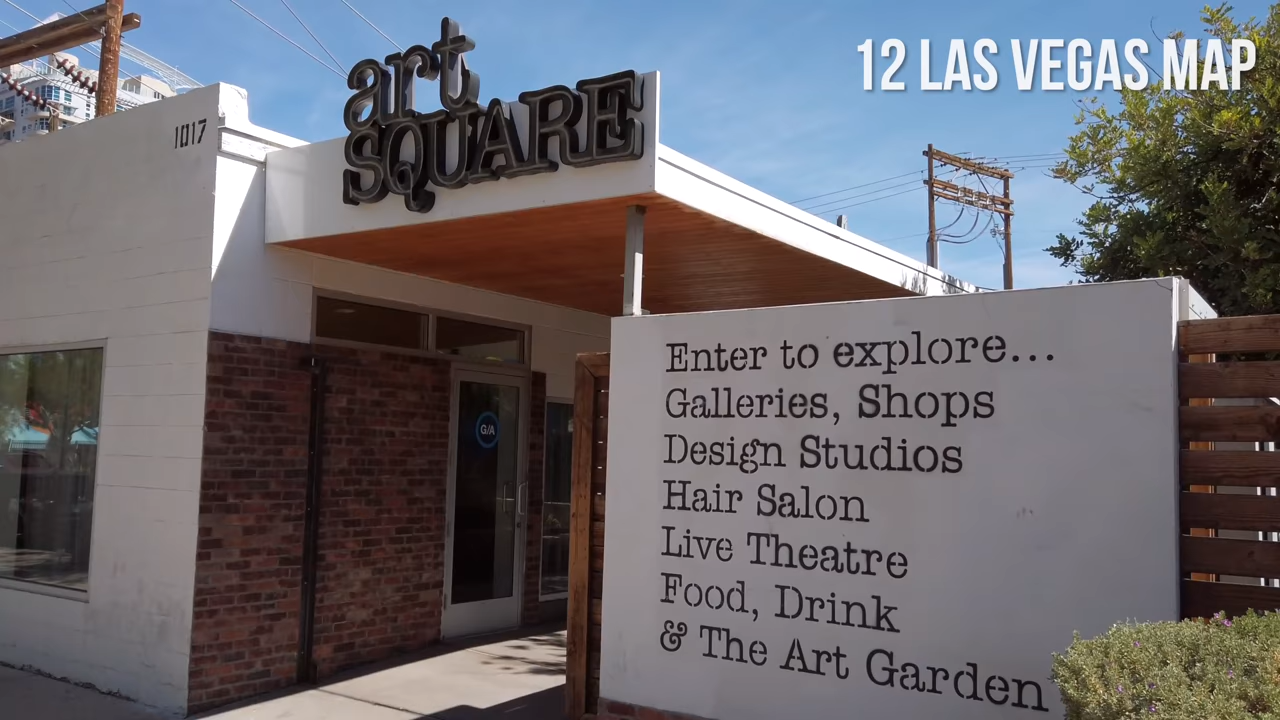 12 LAS VEGAS MAP
art
SQUARE
1017
G/A
Enter to explore...
Galleries, Shops
Design Studios
Hair Salon
Live Theatre
Food, Drink
& The Art Garden